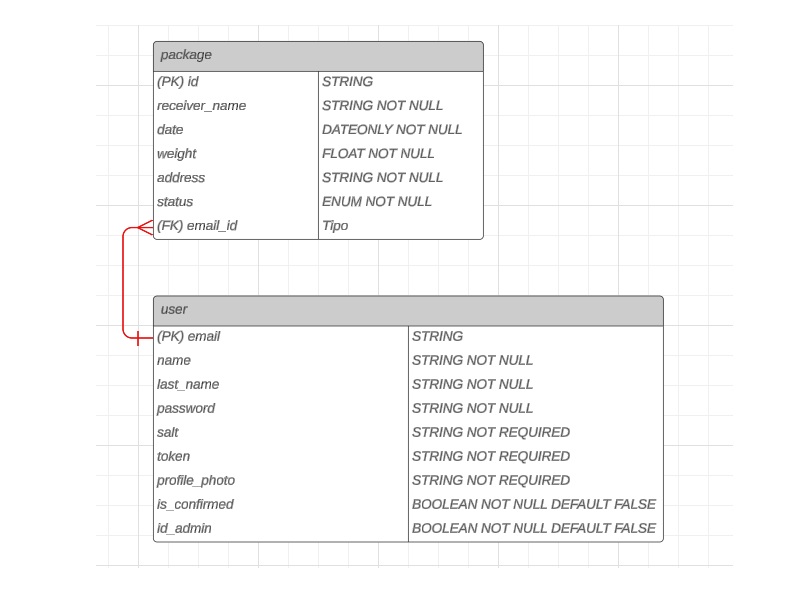 package
(PK) id STRING
receiver_name STRING NOT NULL
date DATEONLY NOT NULL
weight FLOAT NOT NULL
address STRING NOT NULL
status ENUM NOT NULL
(FK) email_id Tipo
user
(PK) email STRING
name STRING NOT NULL
last_name STRING NOT NULL
password STRING NOT NULL
salt STRING NOT REQUIRED
token STRING NOT REQUIRED
profile_photo STRING NOT REQUIRED
is_confirmed BOOLEAN NOT NULL DEFAULT FALSE
id_admin BOOLEAN NOT NULL DEFAULT FALSE